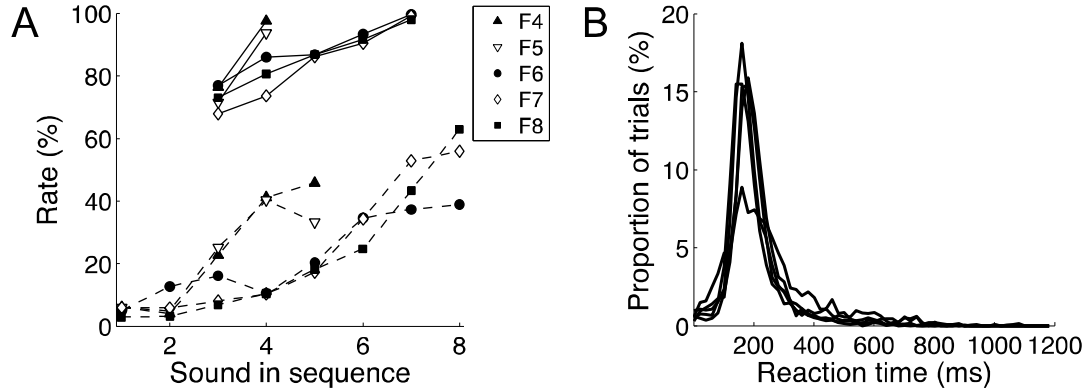 A
Rate (%)
100
80
60
40
20
0
2
4
6
8
Sound in sequence
F4
F5
F6
F7
F8
B
Proportion of trials (%)
20
15
10
5
0
200
400
600
800
1000
1200
Reaction time (ms)